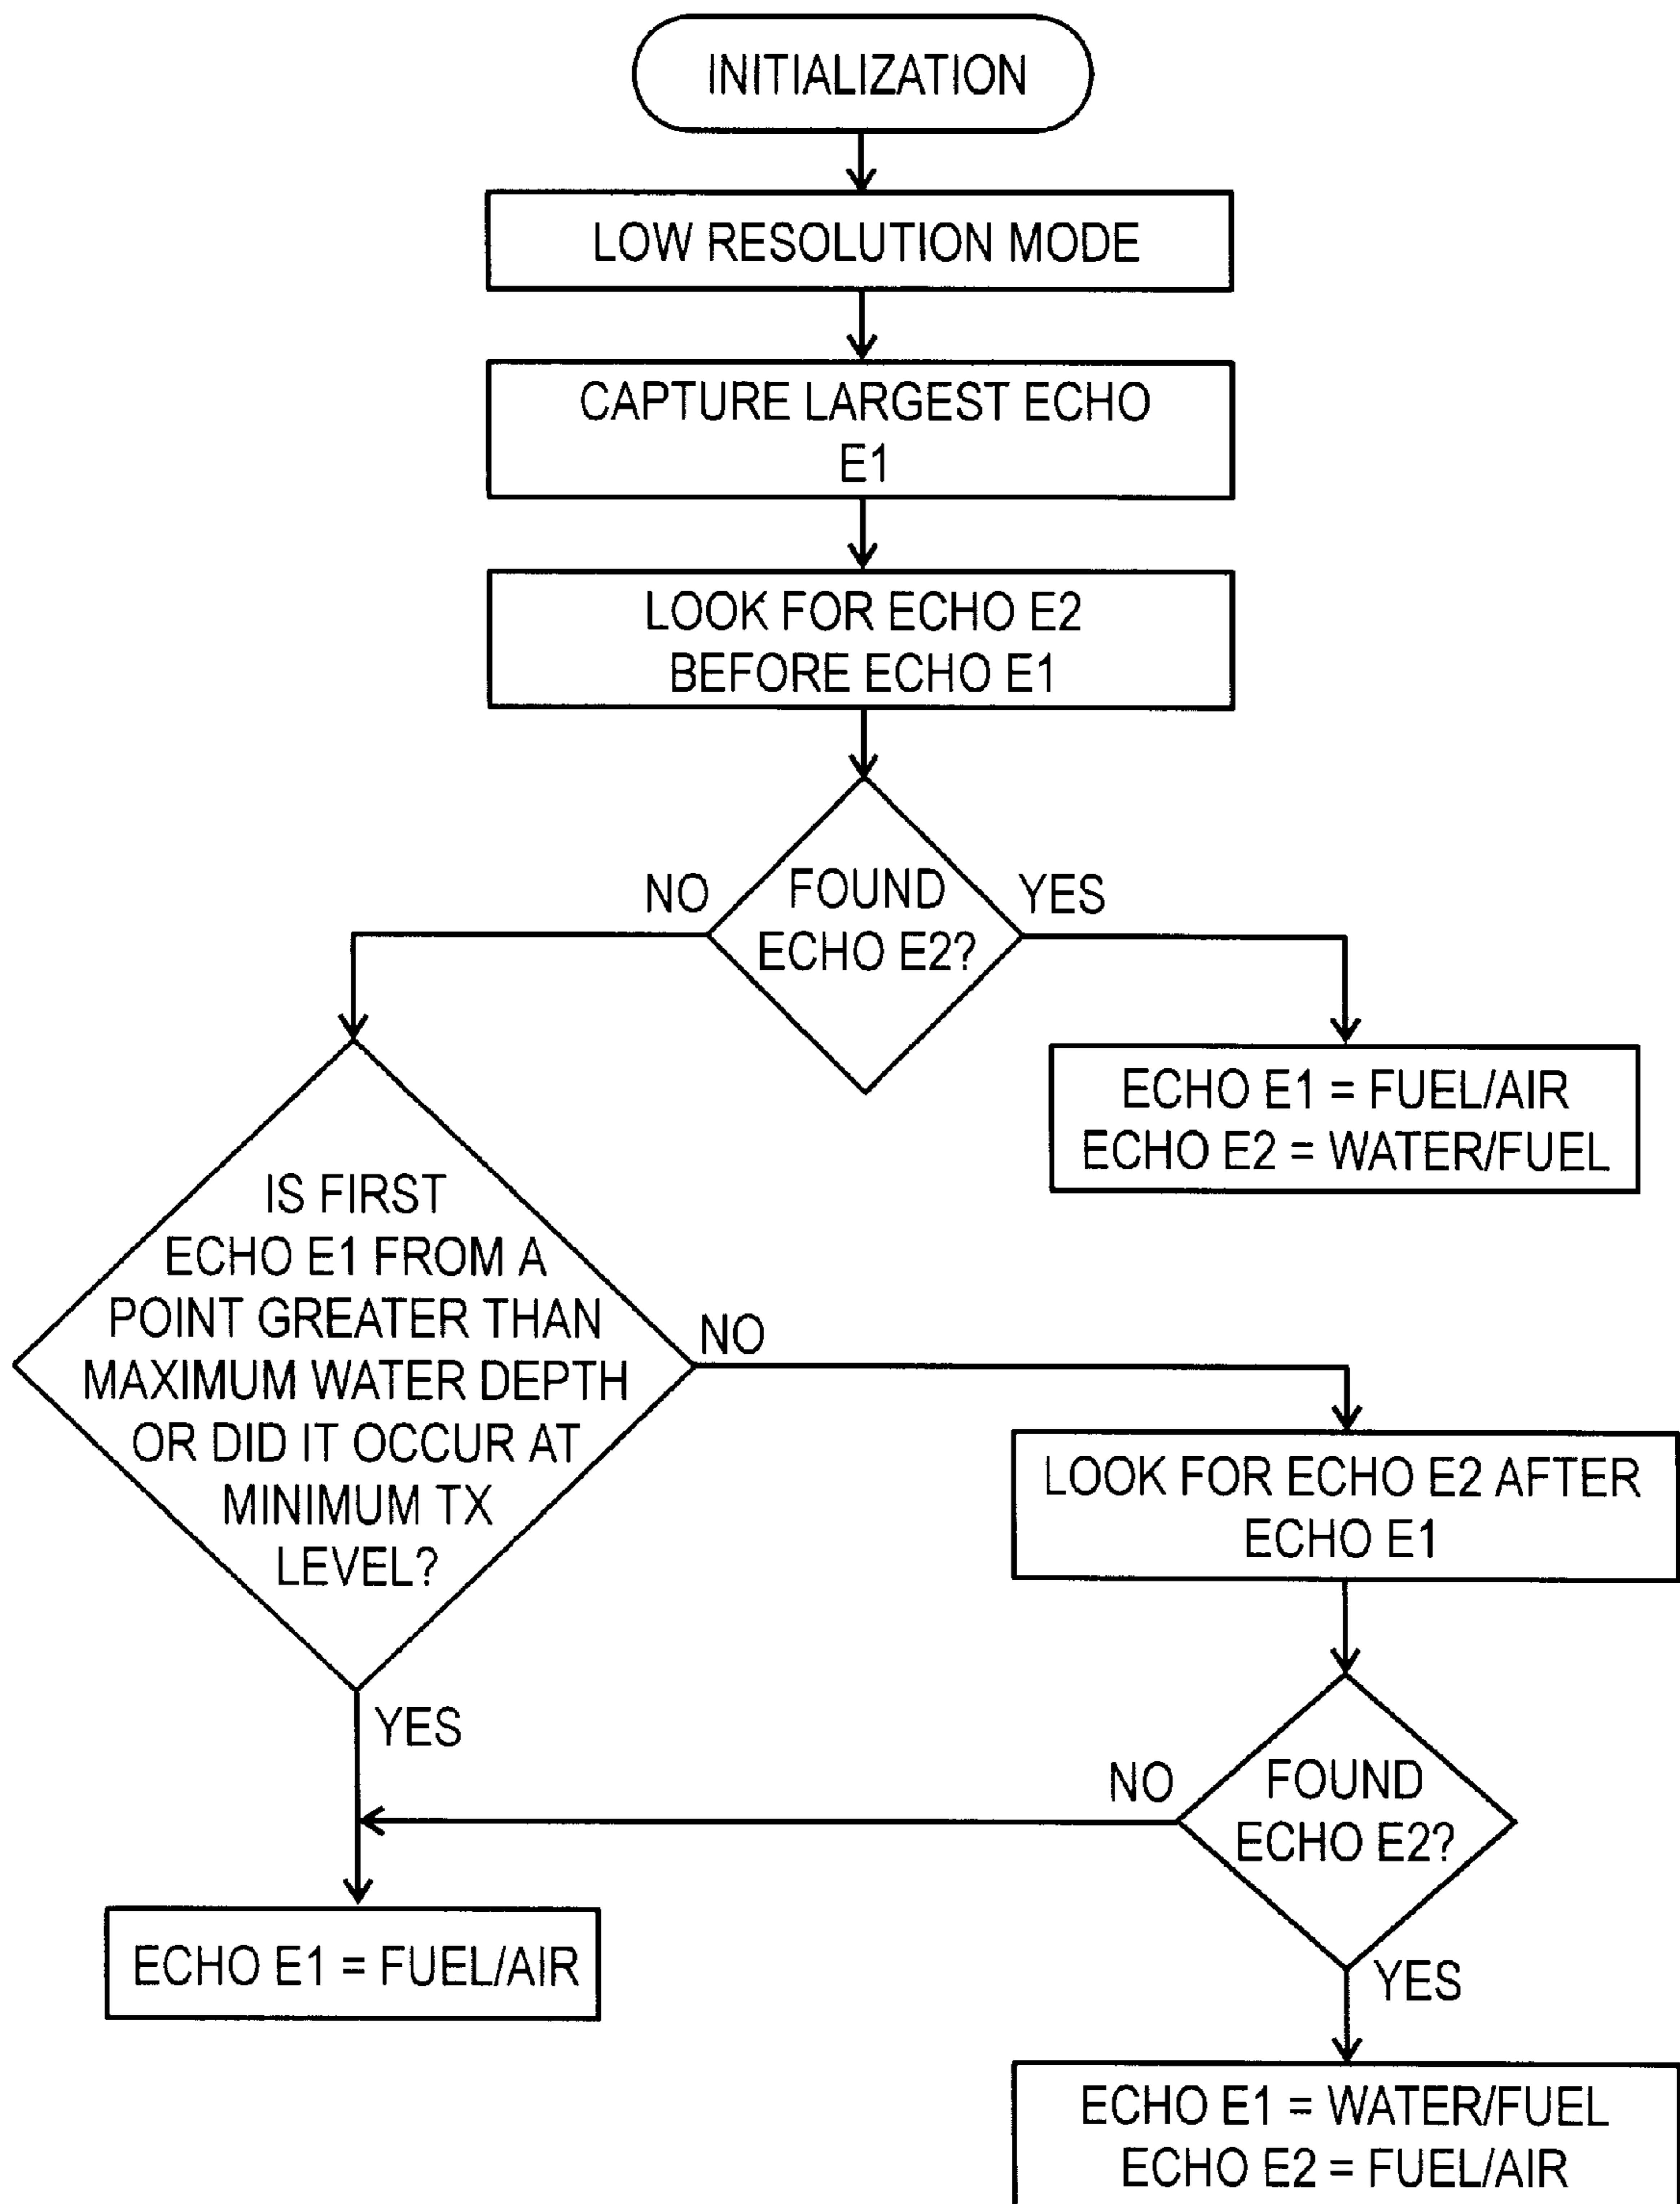 INITIALIZATION
LOW RESOLUTION MODE
CAPTURE LARGEST ECHO
E1
LOOK FOR ECHO E2
BEFORE ECHO E1
NO
FOUND
ECHO E2?
YES
ECHO E1 = FUEL/AIR
ECHO E2 = WATER/FUEL
IS FIRST
ECHO E1 FROM A
POINT GREATER THAN
MAXIMUM WATER DEPTH
OR DID IT OCCUR AT
MINIMUM TX
LEVEL?
NO
YES
LOOK FOR ECHO E2 AFTER
ECHO E1
NO
FOUND
ECHO E2?
YES
ECHO E1 = FUEL/AIR
ECHO E1 = WATER/FUEL
ECHO E2 = FUEL/AIR